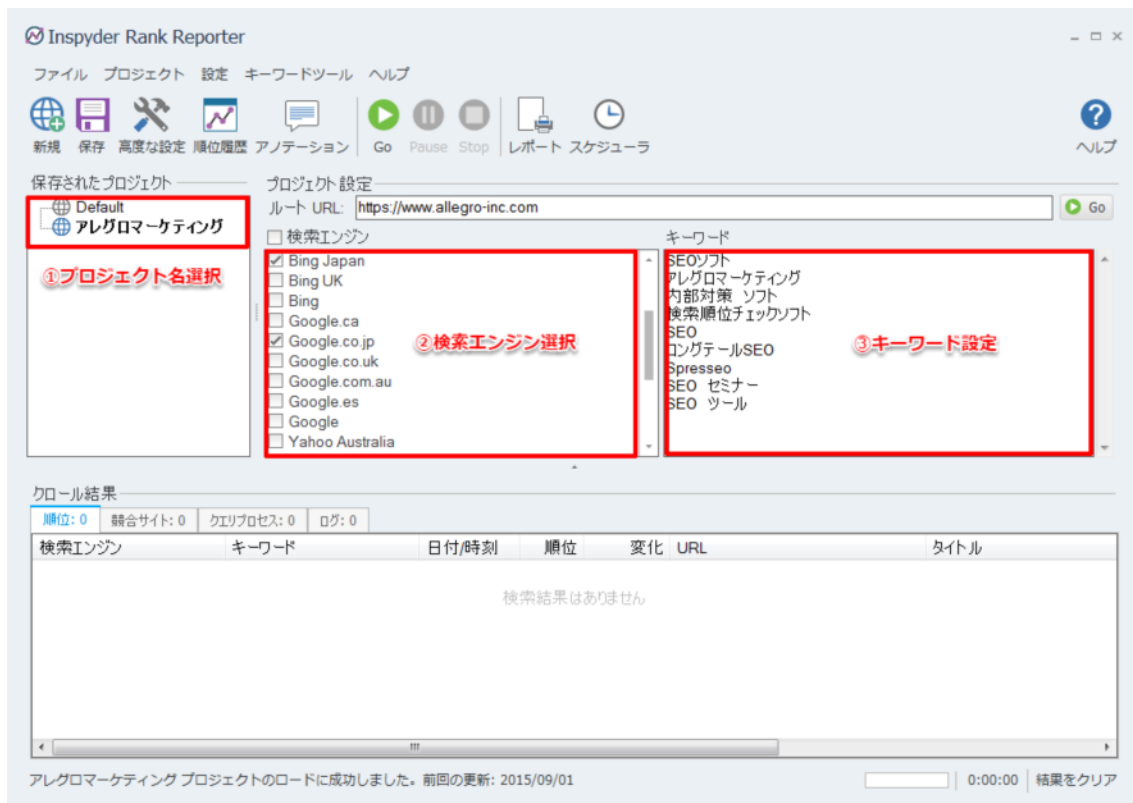 Inspyder Rank Reporter
ファイル プロジェクト 設定 キーワードツール ヘルプ
新規 保存 高度な設定 順位履歴 アノテーション Go Pause Stop レポート スケジューラ ヘルプ
保存されたプロジェクト
Default
アレグロマーケティング
①プロジェクト名選択
プロジェクト設定
ルート URL: https://www.allegro-inc.com Go
検索エンジン
Bing Japan
Bing UK
Bing
Google.ca
Google.co.jp
Google.co.uk
Google.com.au
Google.es
Google
Yahoo Australia
②検索エンジン選択
キーワード
SEOソフト
アレグロマーケティング
内部対策 ソフト
検索順位チェックソフト
SEO
ロングテールSEO
Spresseo
SEO セミナー
SEO ツール
③キーワード設定
クロール結果
順位: 0 競合サイト: 0 クエリプロセス: 0 ログ: 0
検索エンジン キーワード 日付/時刻 順位 変化 URL タイトル
検索結果はありません
アレグロマーケティング プロジェクトのロードに成功しました。前回の更新: 2015/09/01 0:00:00 結果をクリア